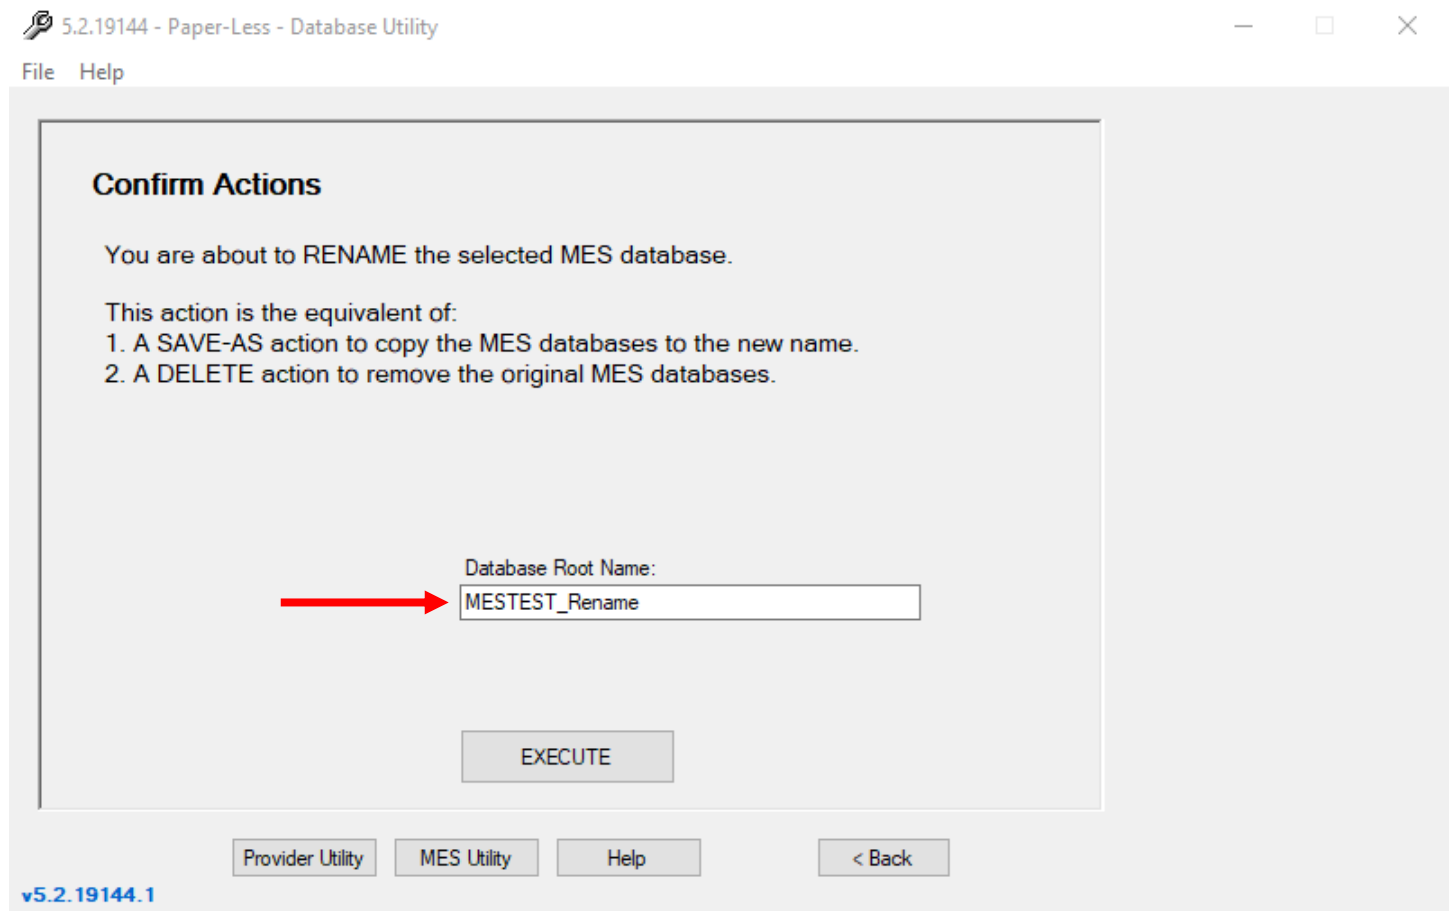 5.2.19144 - Paper-Less - Database Utility
File Help
Confirm Actions
You are about to RENAME the selected MES database.
This action is the equivalent of:
1. A SAVE-AS action to copy the MES databases to the new name.
2. A DELETE action to remove the original MES databases.
Database Root Name:
MESTEST_Rename
EXECUTE
Provider Utility MES Utility Help < Back
v5.2.19144.1